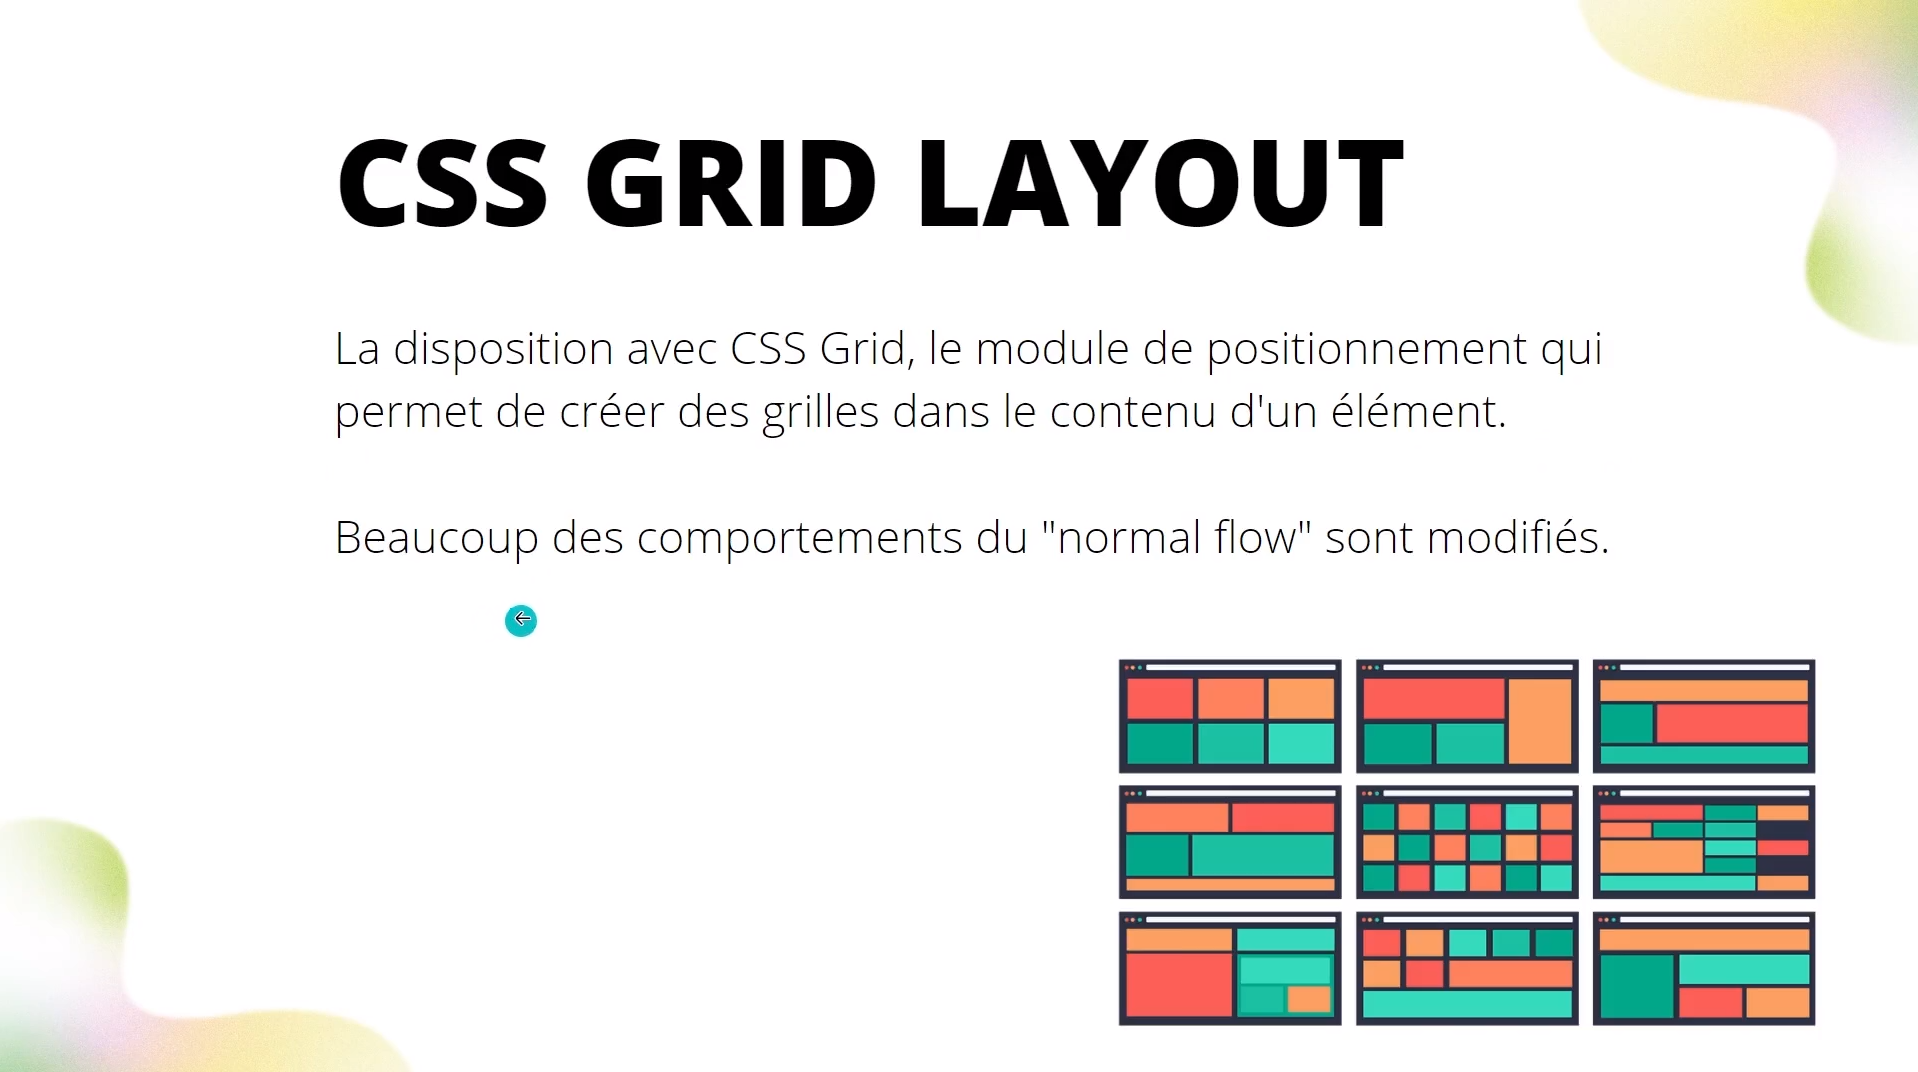 CSS GRID LAYOUT
La disposition avec CSS Grid, le module de positionnement qui
permet de créer des grilles dans le contenu d'un élément.
Beaucoup des comportements du "normal flow" sont modifiés.